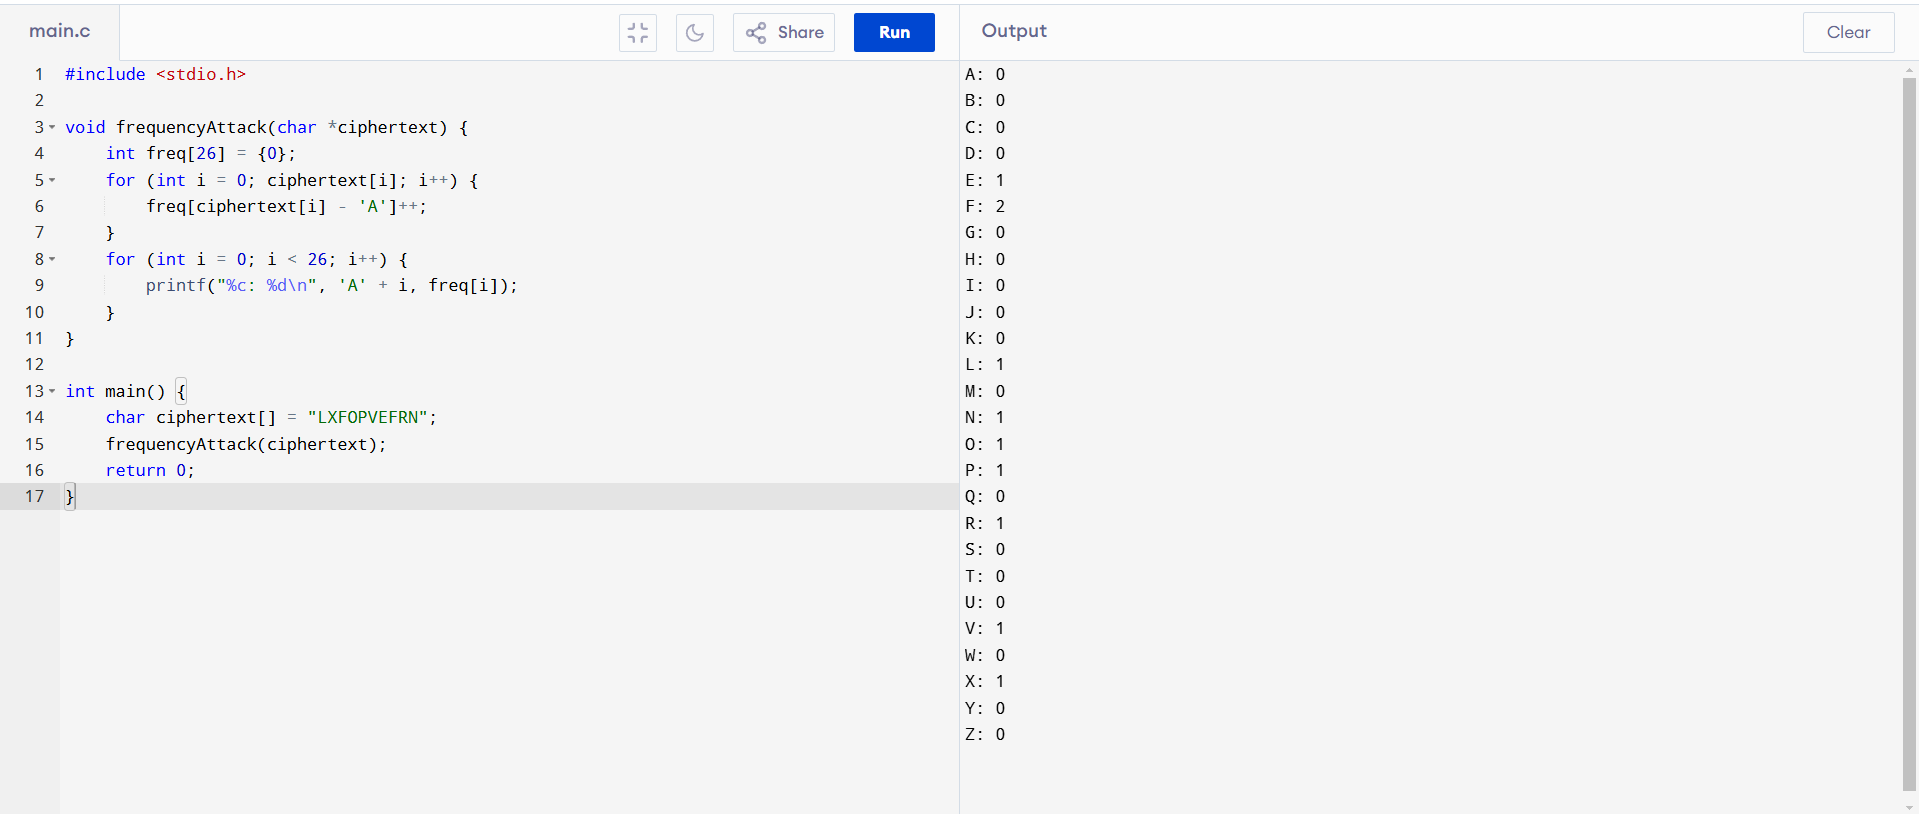 main.c
Share
Run
Output
Clear
1 #include <stdio.h>
2
3 void frequencyAttack(char *ciphertext) {
4     int freq[26] = {0};
5     for (int i = 0; ciphertext[i]; i++) {
6         freq[ciphertext[i] - 'A']++;
7     }
8     for (int i = 0; i < 26; i++) {
9         printf("%c: %d\n", 'A' + i, freq[i]);
10     }
11 }
12
13 int main() {
14     char ciphertext[] = "LXFOPVEFRN";
15     frequencyAttack(ciphertext);
16     return 0;
17 }
A: 0
B: 0
C: 0
D: 0
E: 1
F: 2
G: 0
H: 0
I: 0
J: 0
K: 0
L: 1
M: 0
N: 1
O: 1
P: 1
Q: 0
R: 1
S: 0
T: 0
U: 0
V: 1
W: 0
X: 1
Y: 0
Z: 0